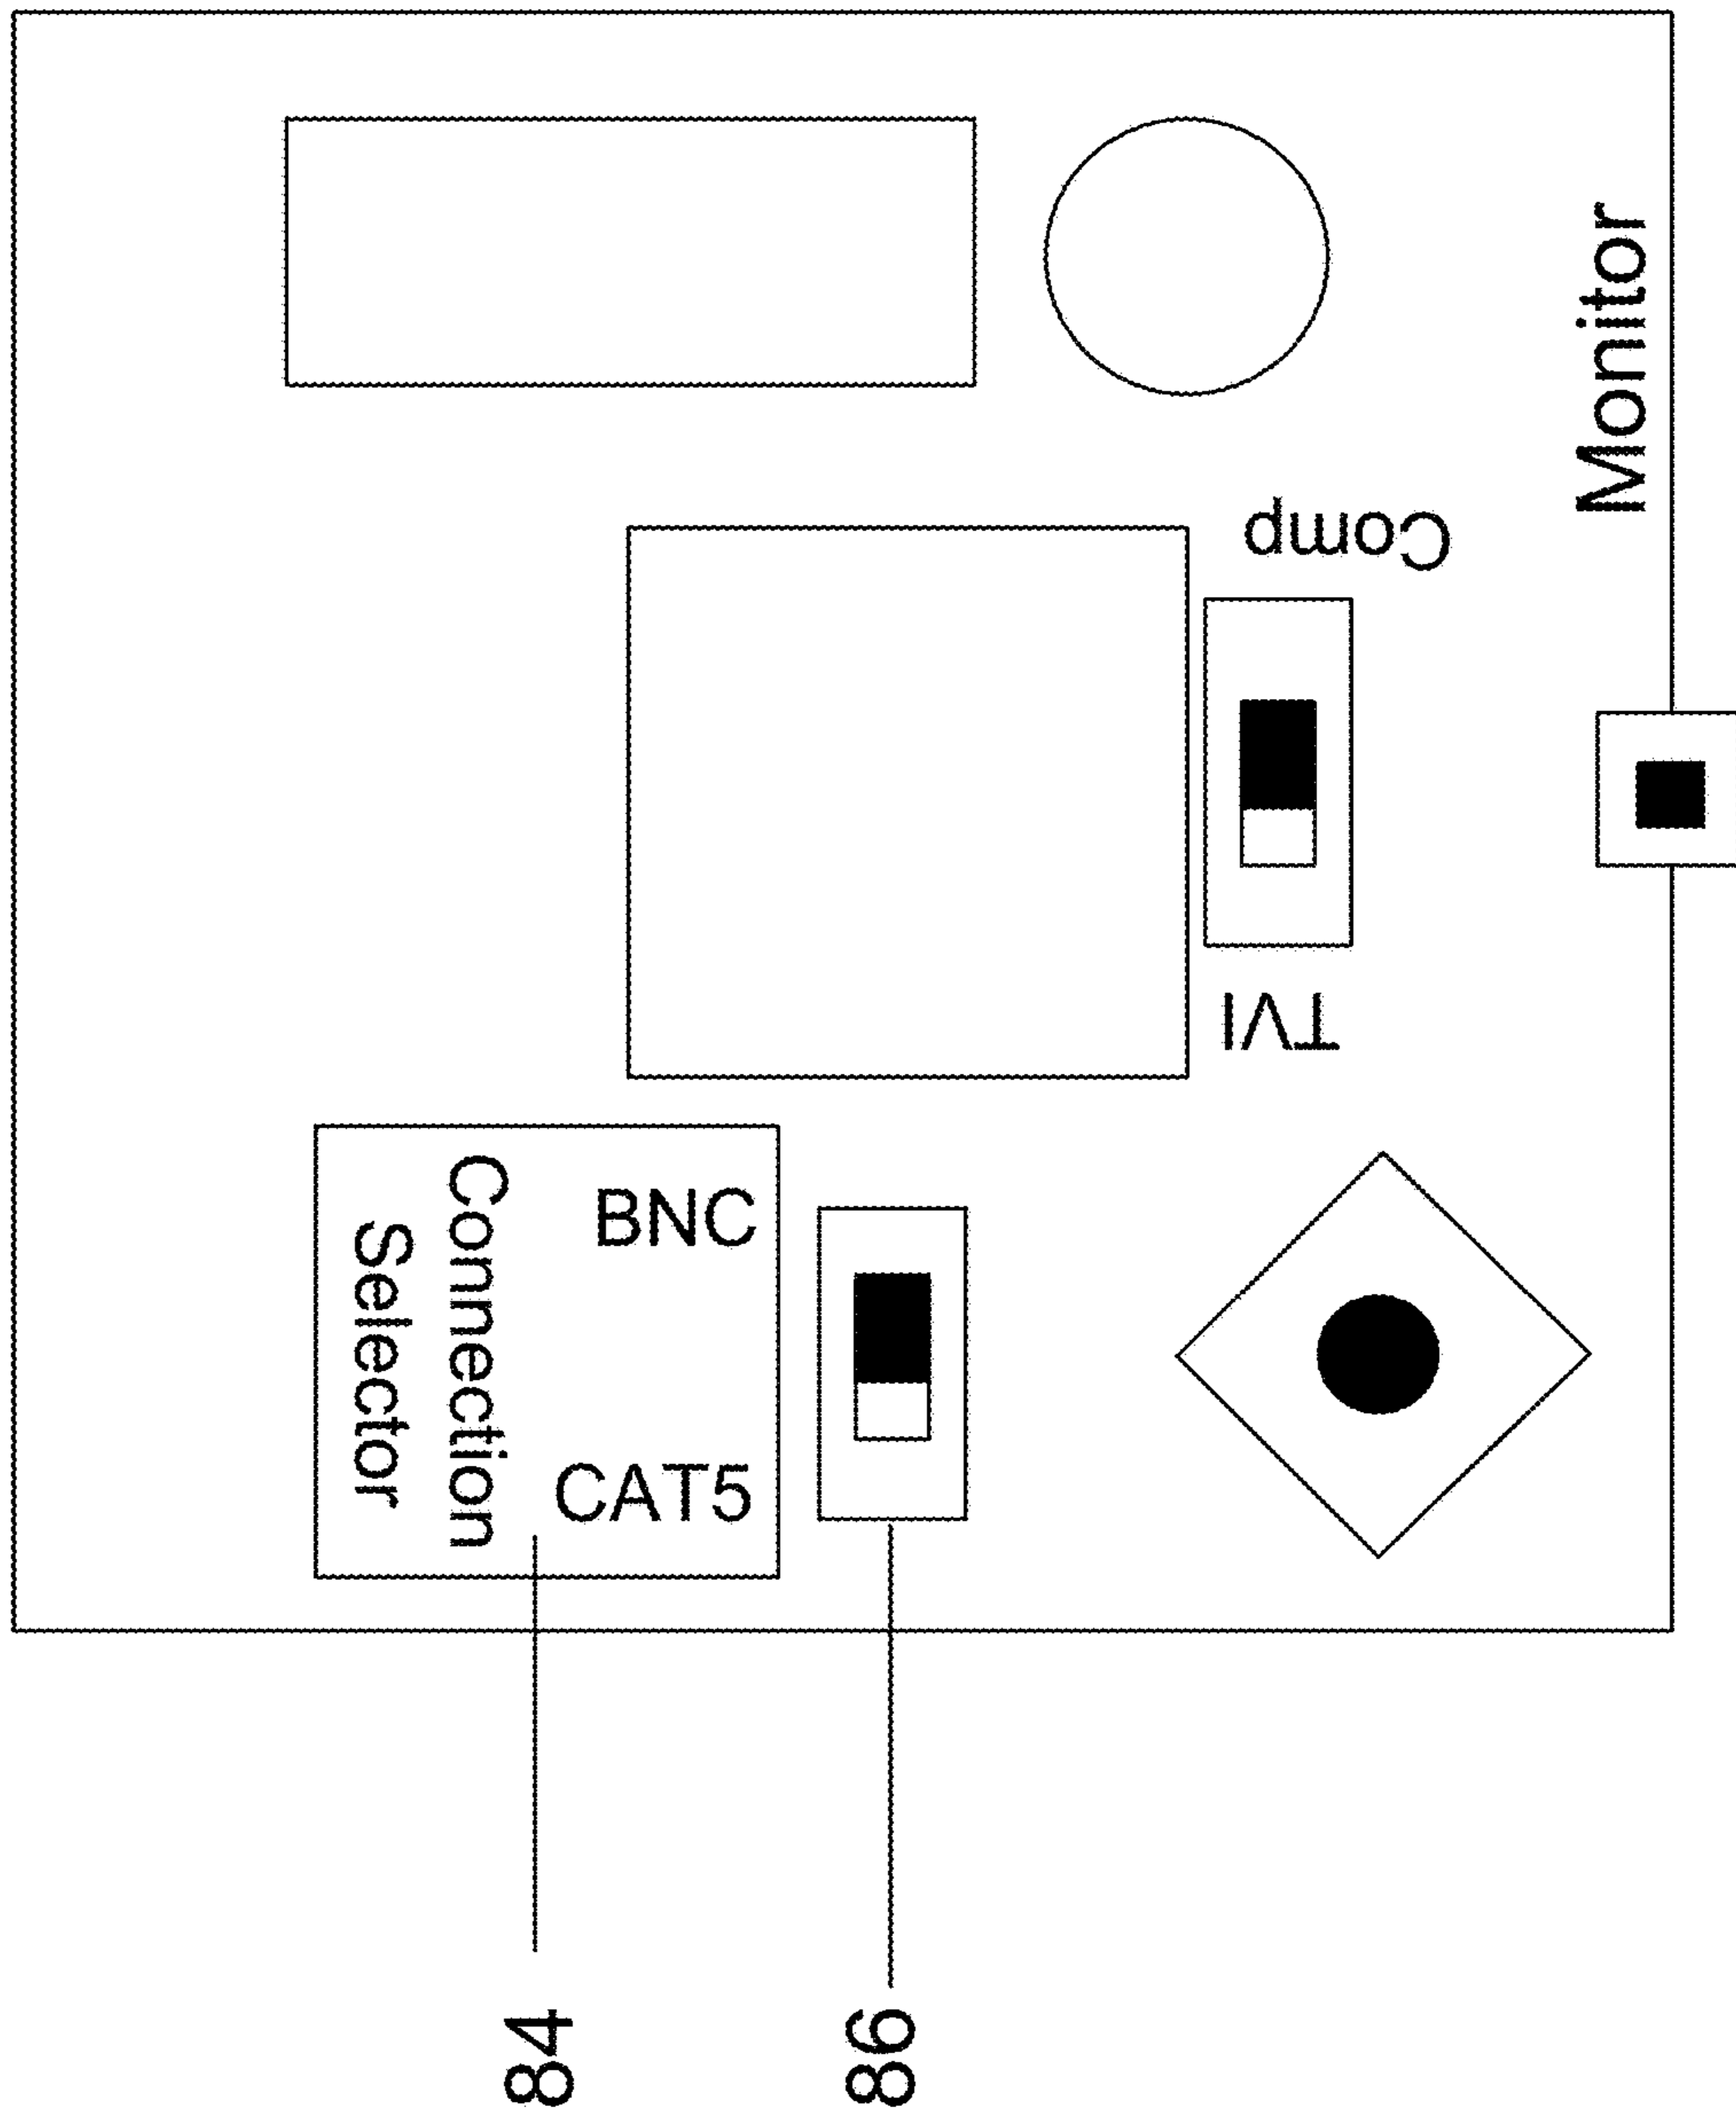 Monitor
Comp
TVI
Connection
Selector
BNC
CAT5
84
86